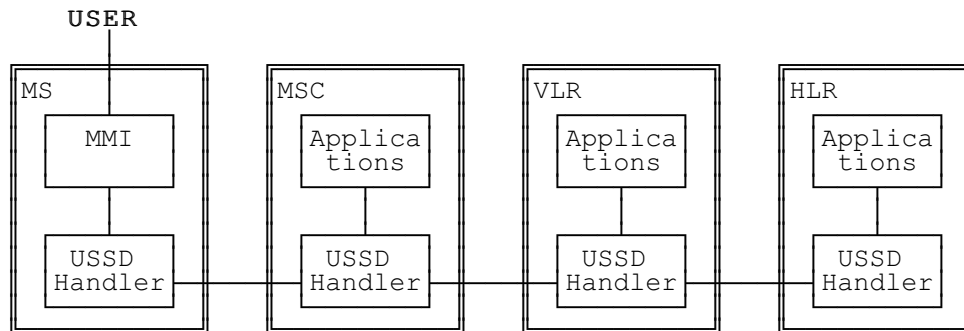 USER
MS
MSC
VLR
HLR
MMI
Applica
tions
Applica
tions
Applica
tions
USSD
Handler
USSD
Handler
USSD
Handler
USSD
Handler